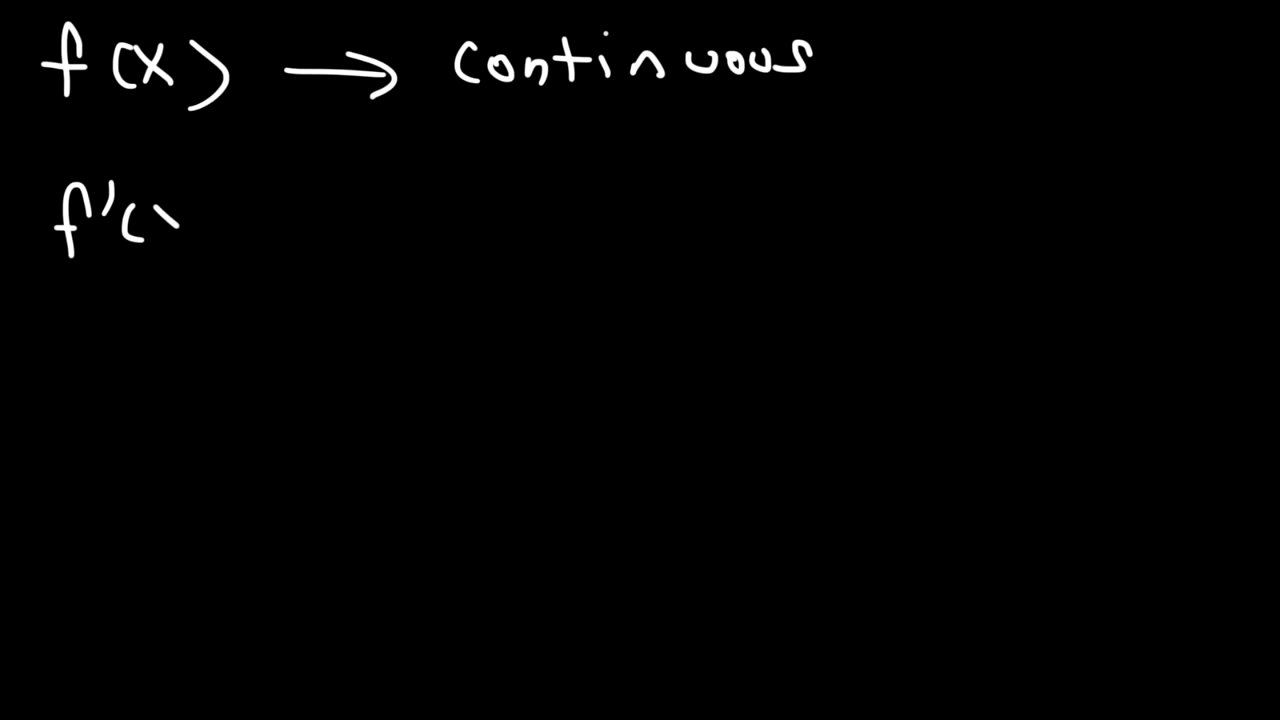 f(x) → continuous
f'(